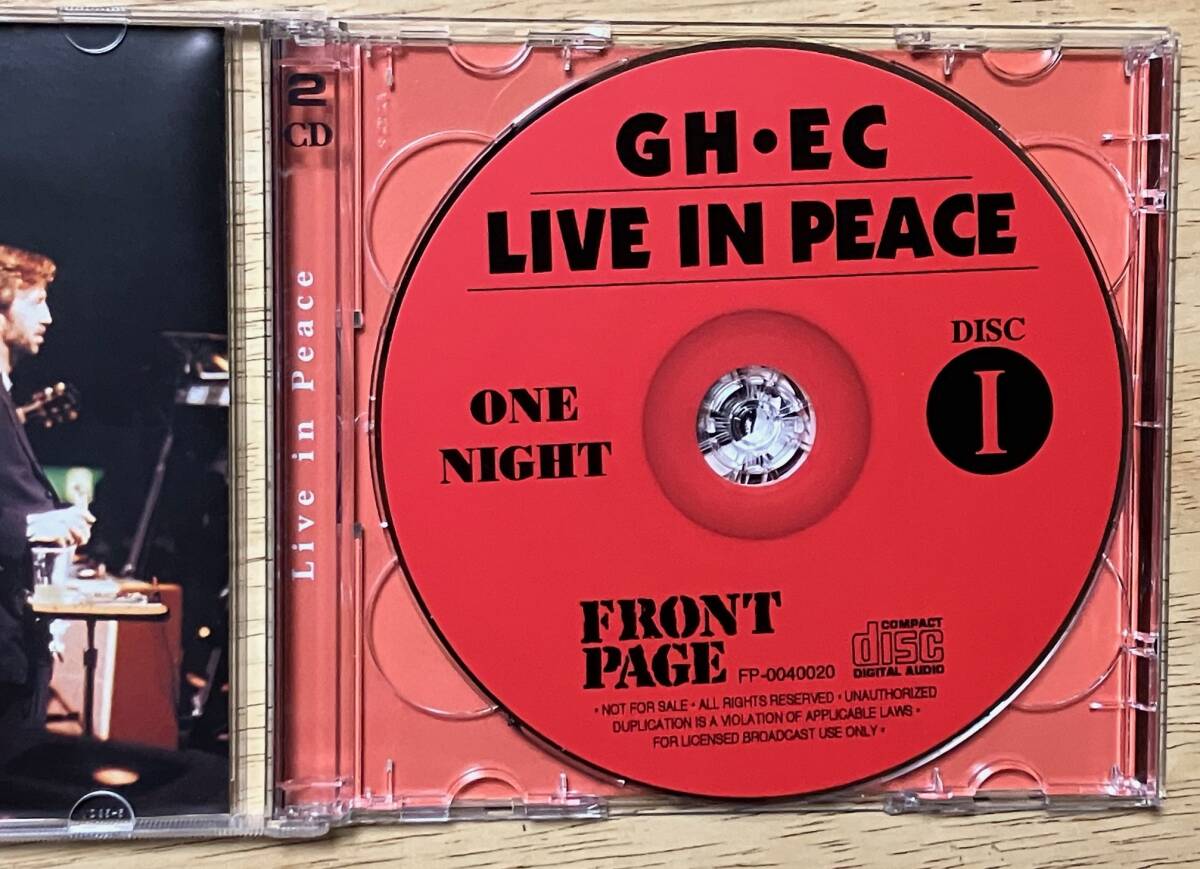 2
CD
Live in Peace
GH•EC
LIVE IN PEACE
DISC
I
ONE
NIGHT
FRONT
PAGE
FP-0040020
COMPACT
disc
DIGITAL AUDIO
• NOT FOR SALE • ALL RIGHTS RESERVED • UNAUTHORIZED
DUPLICATION IS A VIOLATION OF APPLICABLE LAWS •
FOR LICENSED BROADCAST USE ONLY •